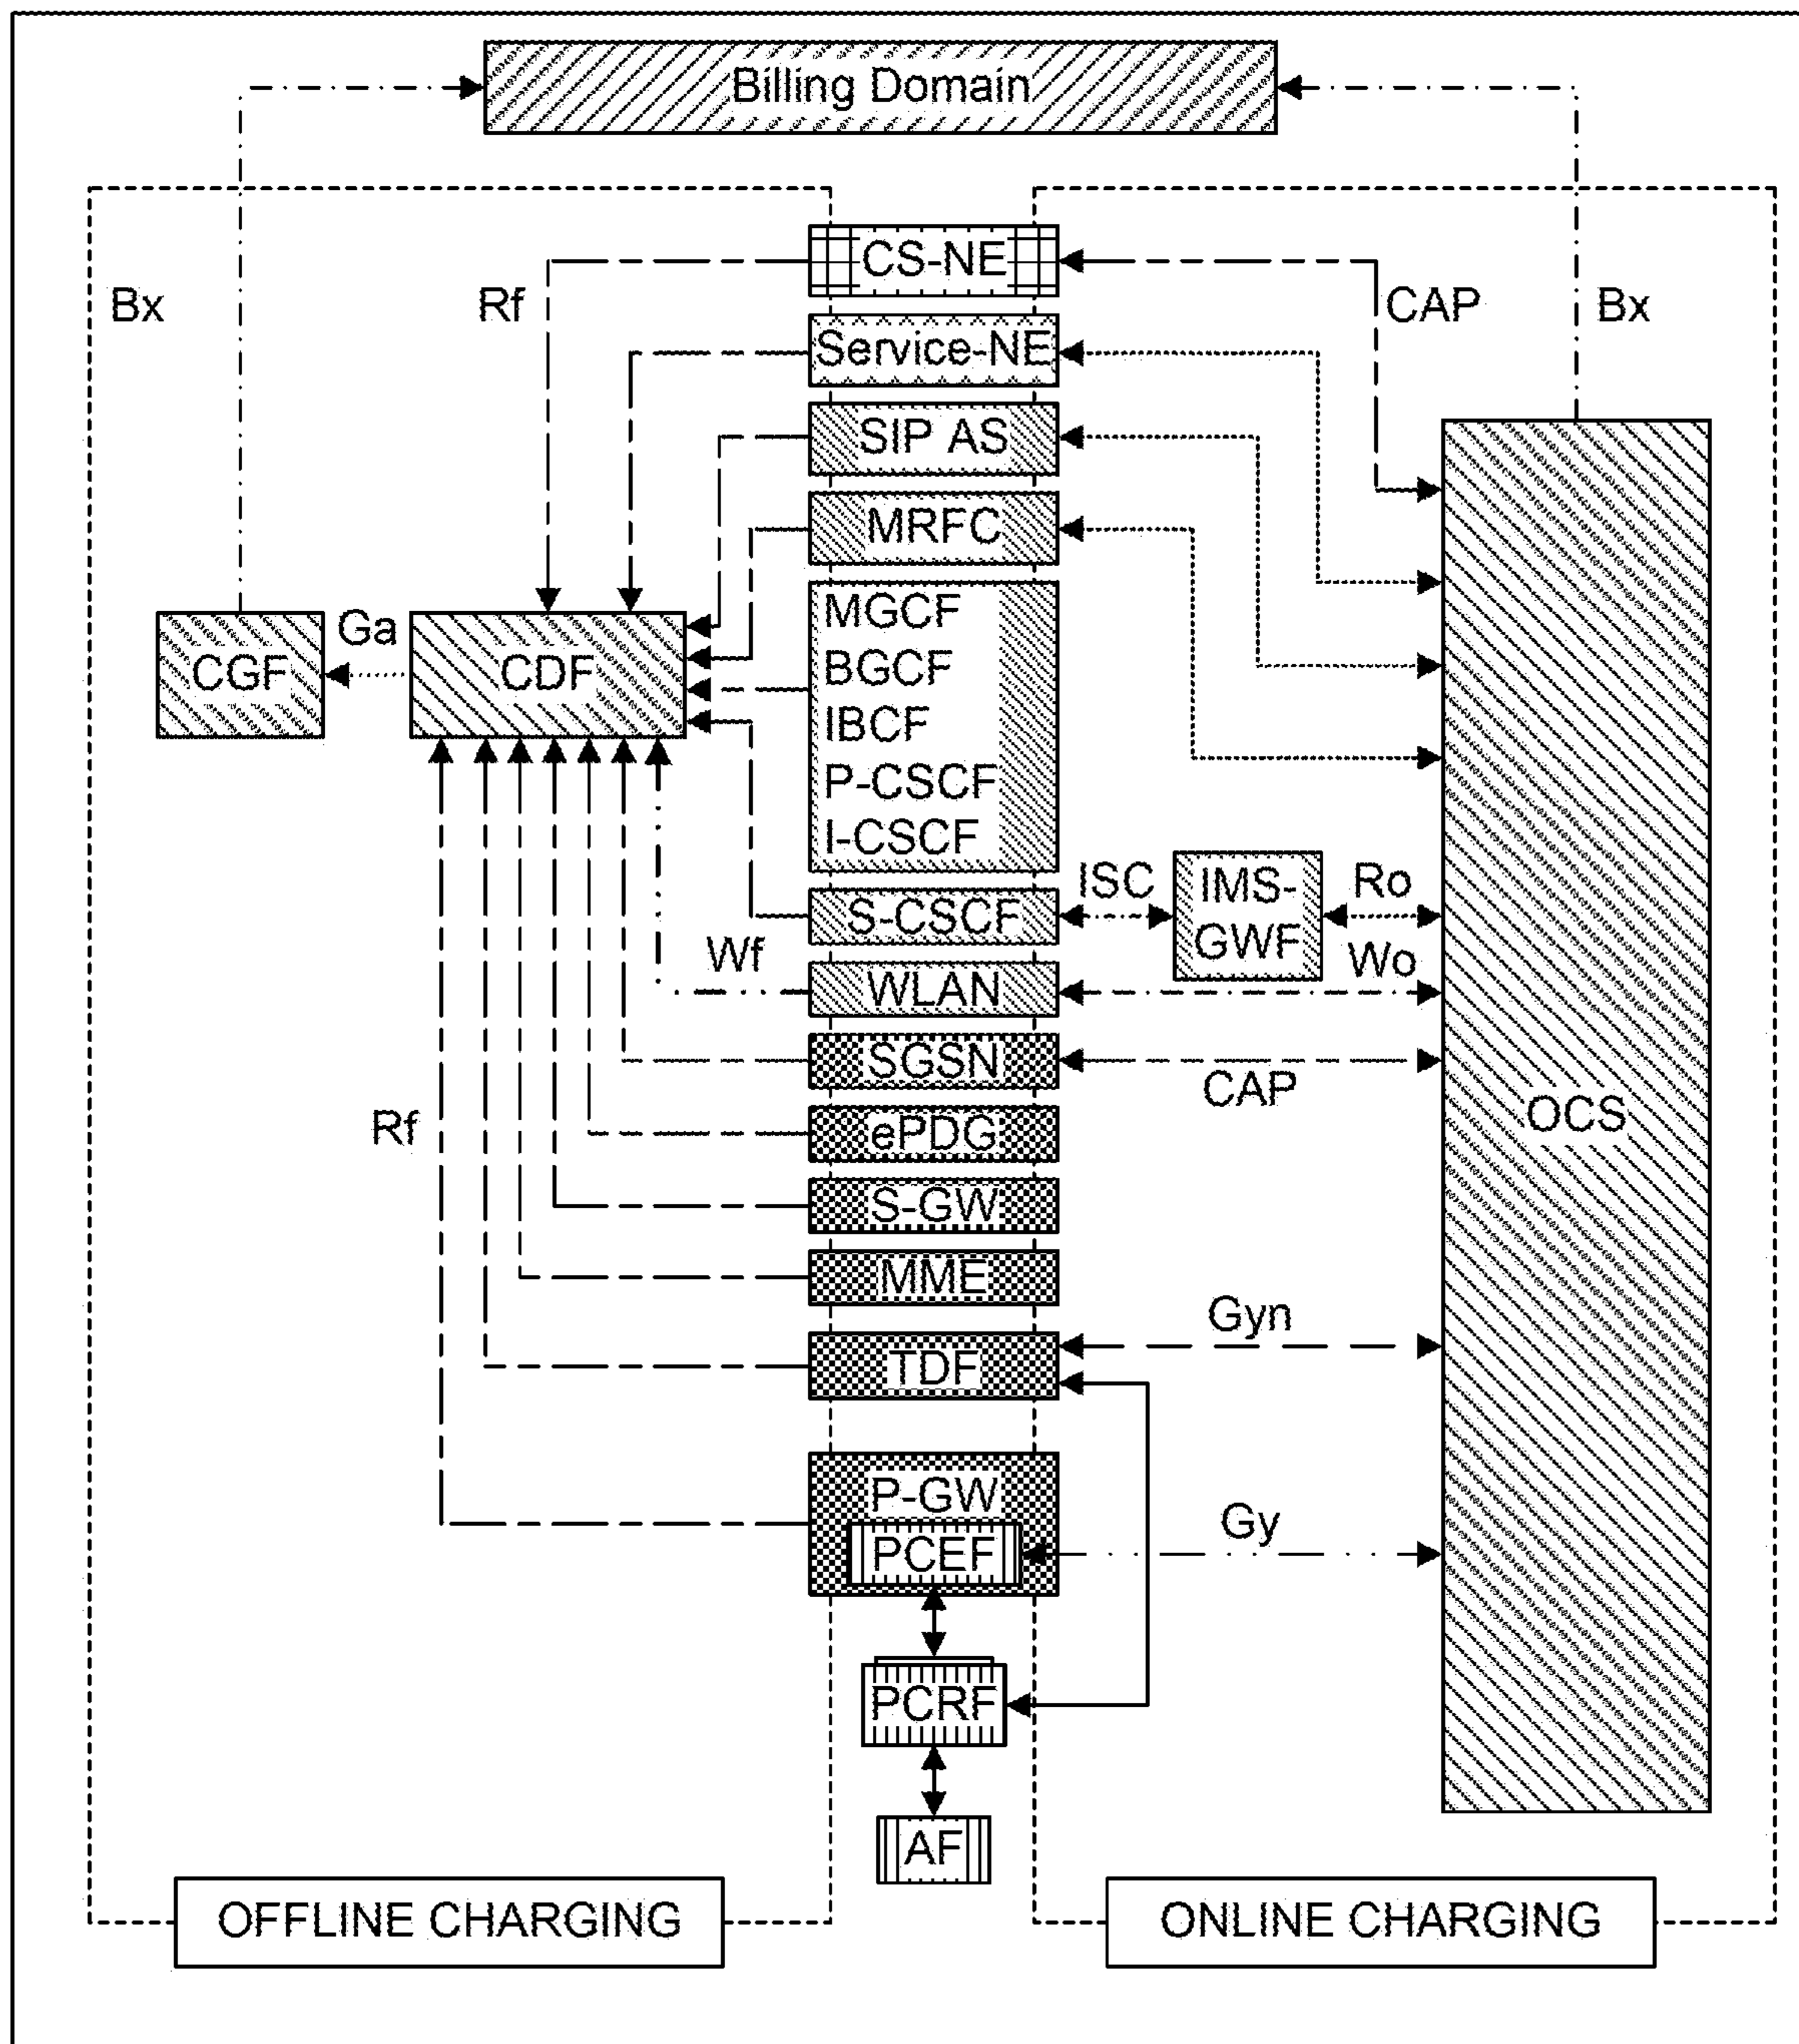 Billing Domain
Bx
Rf
CS-NE
CAP
Bx
Service-NE
SIP AS
MRFC
MGCF
BGCF
IBCF
P-CSCF
I-CSCF
CGF
Ga
CDF
S-CSCF
ISC
IMS-
GWF
Ro
Wf
WLAN
Wo
SGSN
CAP
OCS
Rf
ePDG
S-GW
MME
TDF
Gyn
P-GW
PCEF
Gy
PCRF
AF
OFFLINE CHARGING
ONLINE CHARGING